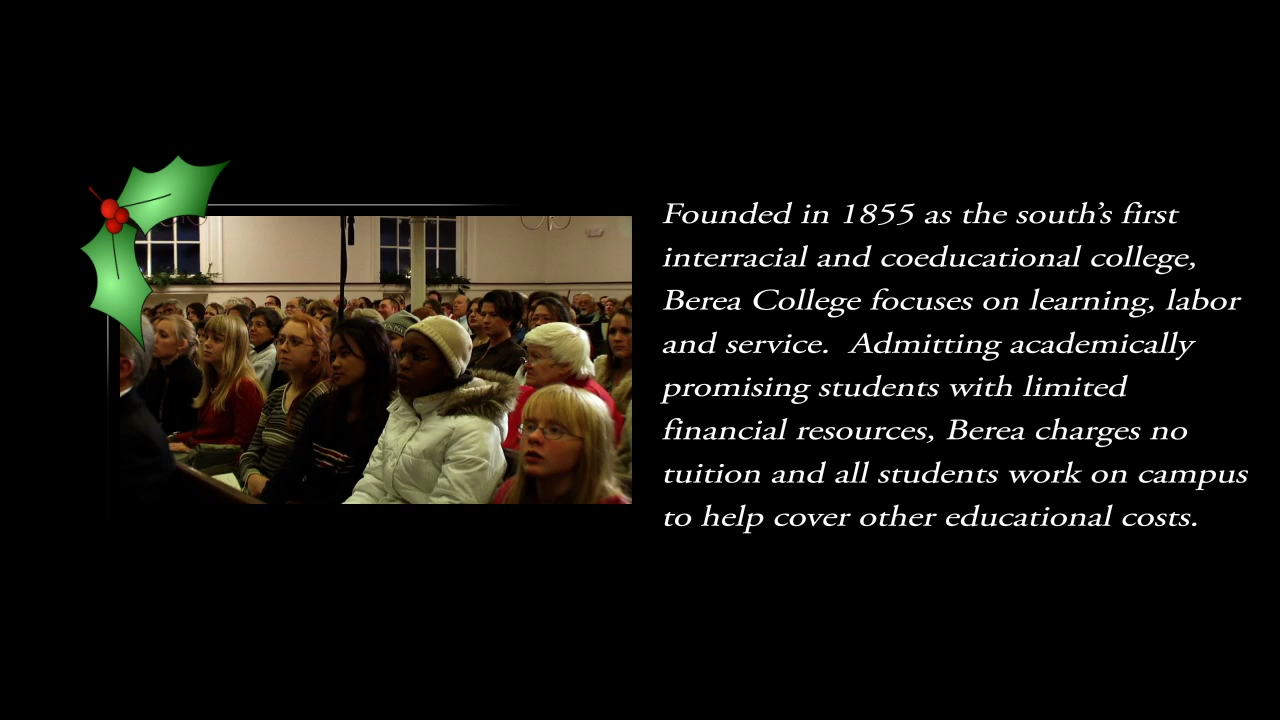 Founded in 1855 as the south’s first
interracial and coeducational college,
Berea College focuses on learning, labor
and service.  Admitting academically
promising students with limited
financial resources, Berea charges no
tuition and all students work on campus
to help cover other educational costs.